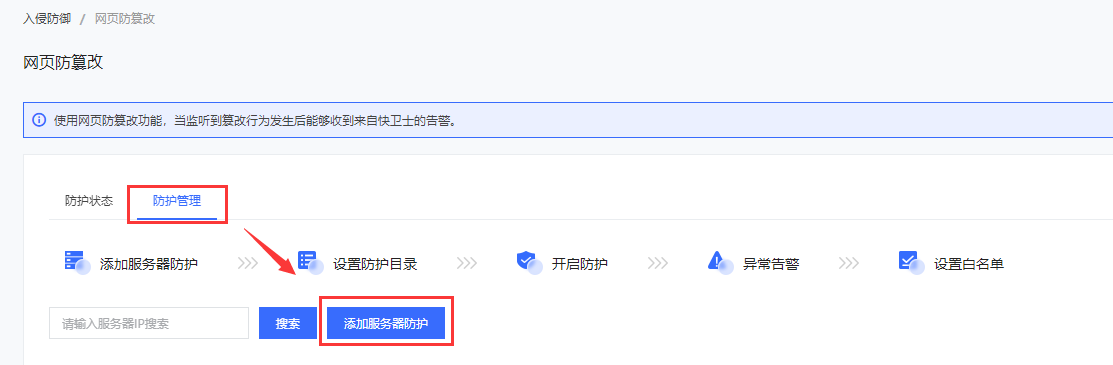 入侵防御 / 网页防篡改
网页防篡改
使用网页防篡改功能，当监听到篡改行为发生后能够收到来自快卫士的告警。
防护状态 防护管理
添加服务器防护 设置防护目录 开启防护 异常告警 设置白名单
请输入服务器IP搜索 搜索 添加服务器防护